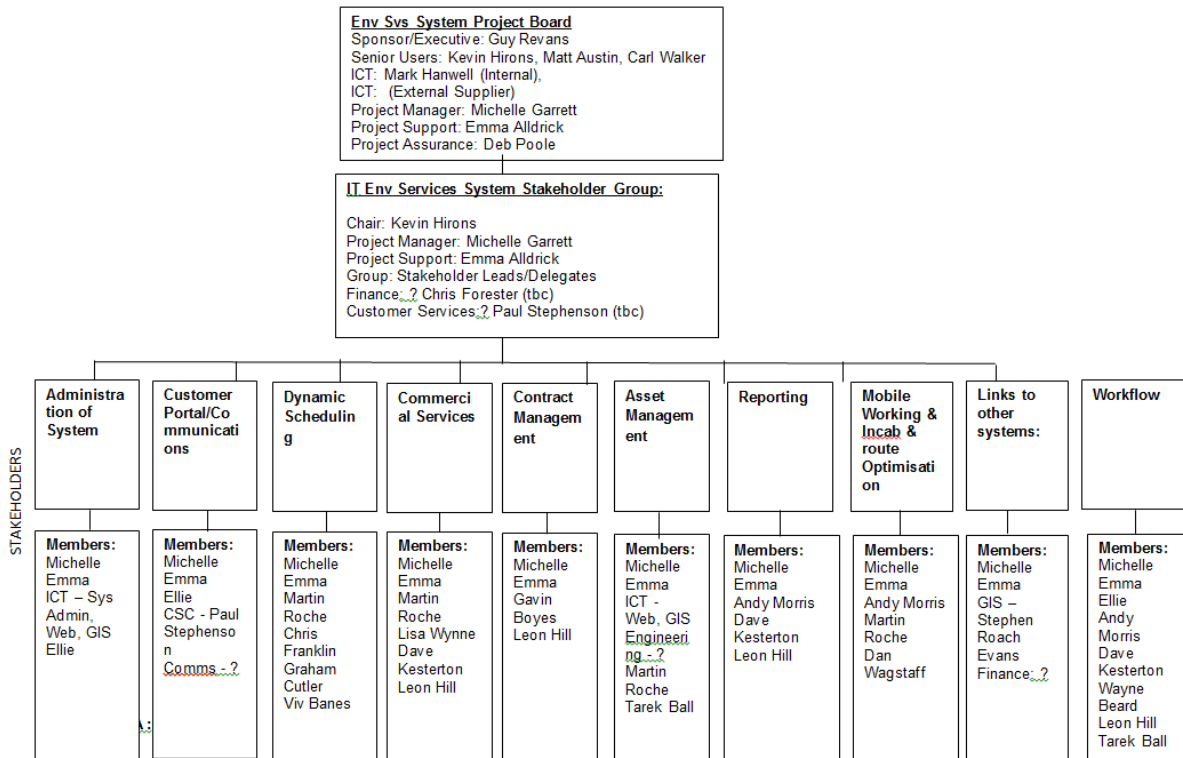 Env Svs System Project Board
Sponsor/Executive: Guy Revans
Senior Users: Kevin Hirons, Matt Austin, Carl Walker
ICT: Mark Hanwell (Internal),
ICT: (External Supplier)
Project Manager: Michelle Garrett
Project Support: Emma Alldrick
Project Assurance: Deb Poole
IT Env Services System Stakeholder Group:
Chair: Kevin Hirons
Project Manager: Michelle Garrett
Project Support: Emma Alldrick
Group: Stakeholder Leads/Delegates
Finance: ? Chris Forester (tbc)
Customer Services:? Paul Stephenson (tbc)
STAKEHOLDERS
Administra
tion of
System
Customer
Portal/Co
mmunicati
ons
Dynamic
Schedulin
g
Commerci
al Services
Contract
Managem
ent
Asset
Managem
ent
Reporting
Mobile
Working &
Incab &
route
Optimisati
on
Links to
other
systems:
Workflow
Members:
Michelle
Emma
ICT – Sys
Admin,
Web, GIS
Ellie
Members:
Michelle
Emma
Ellie
CSC - Paul
Stephenso
n
Comms - ?
Members:
Michelle
Emma
Martin
Roche
Chris
Franklin
Graham
Cutler
Viv Banes
Members:
Michelle
Emma
Martin
Roche
Lisa Wynne
Dave
Kesterton
Leon Hill
Members:
Michelle
Emma
Gavin
Boyes
Leon Hill
Members:
Michelle
Emma
ICT -
Web, GIS
Engineeri
ng - ?
Martin
Roche
Tarek Ball
Members:
Michelle
Emma
Andy Morris
Dave
Kesterton
Leon Hill
Members:
Michelle
Emma
Andy Morris
Martin
Roche
Dan
Wagstaff
Members:
Michelle
Emma
GIS –
Stephen
Roach
Evans
Finance: ?
Members:
Michelle
Emma
Ellie
Andy
Morris
Dave
Kesterton
Wayne
Beard
Leon Hill
Tarek Ball